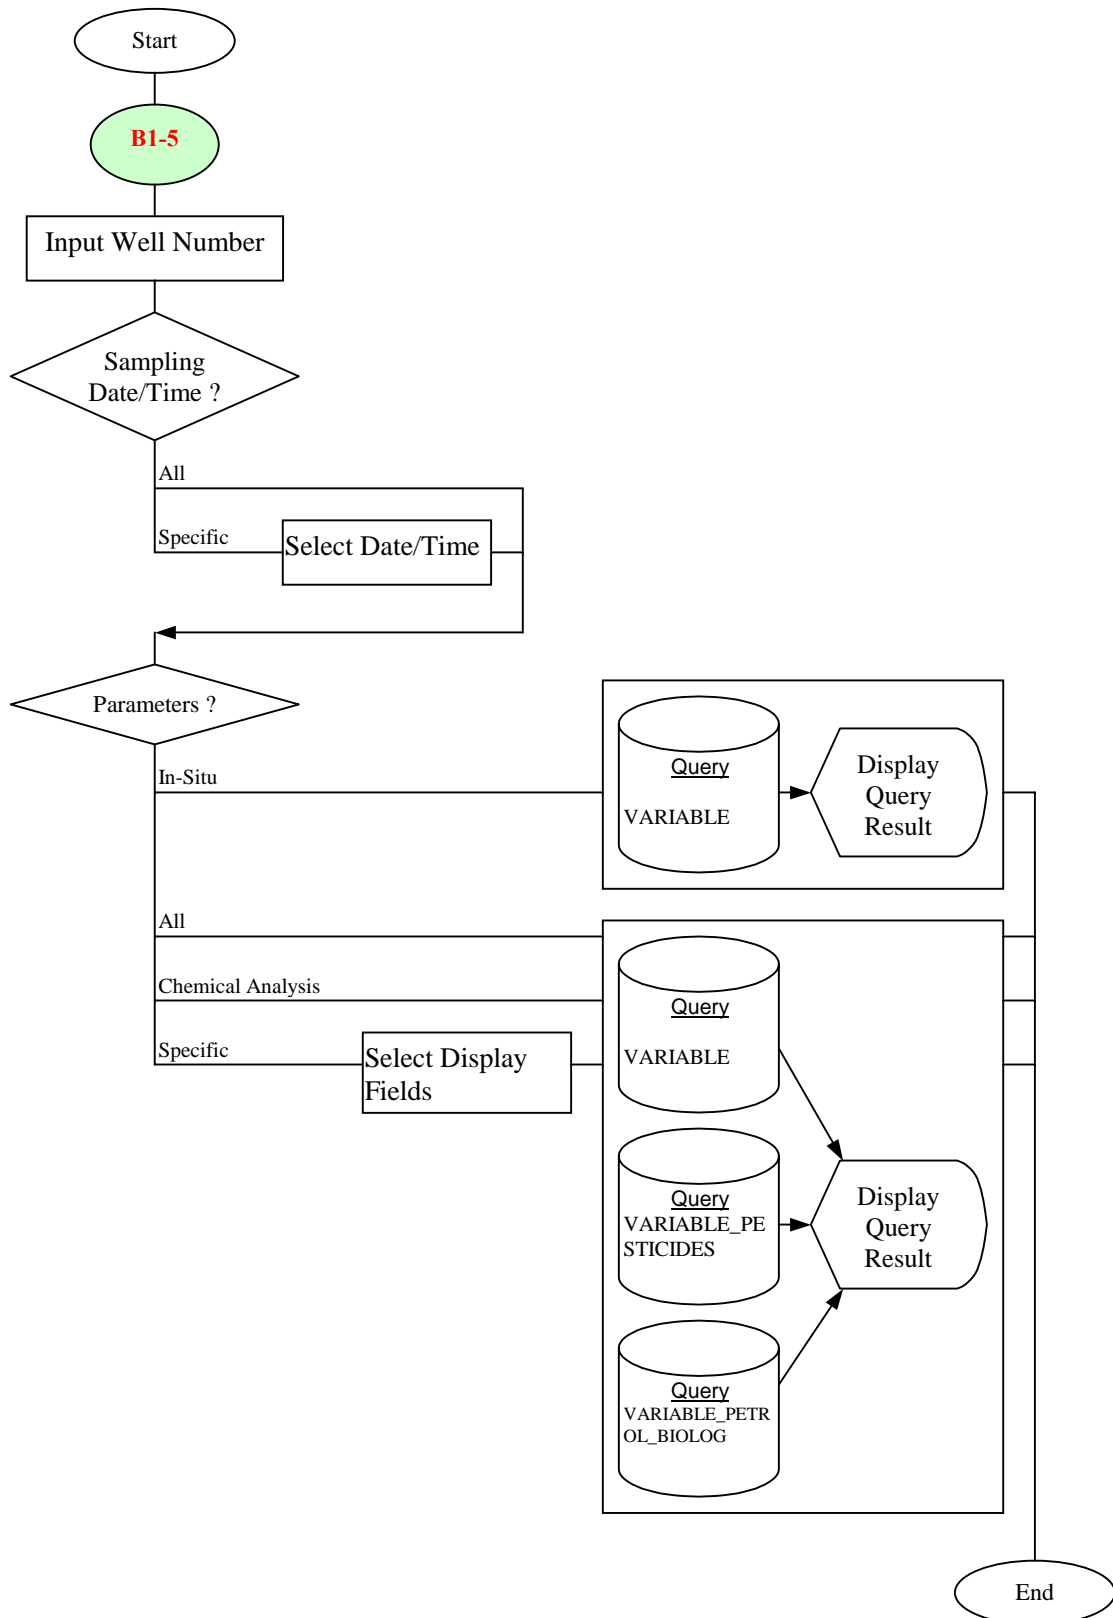 Start
B1-5
Input Well Number
Sampling
Date/Time ?
All
Specific
Select Date/Time
Parameters ?
In-Situ
Query
VARIABLE
Display
Query
Result
All
Chemical Analysis
Specific
Select Display
Fields
Query
VARIABLE
Query
VARIABLE_PE
STICIDES
Display
Query
Result
Query
VARIABLE_PETR
OL_BIOLOG
End